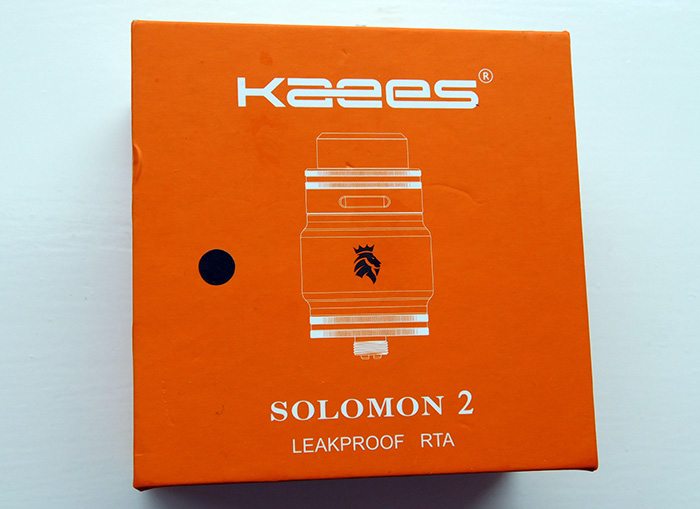 Kaees®
SOLOMON 2
LEAKPROOF RTA